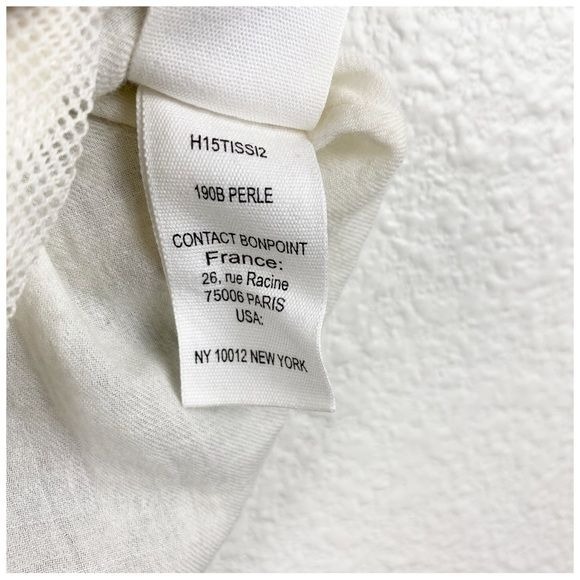 H15TISSI2
190B PERLE
CONTACT BONPOINT
France:
26, rue Racine
75006 PARIS
USA:
NY 10012 NEW YORK